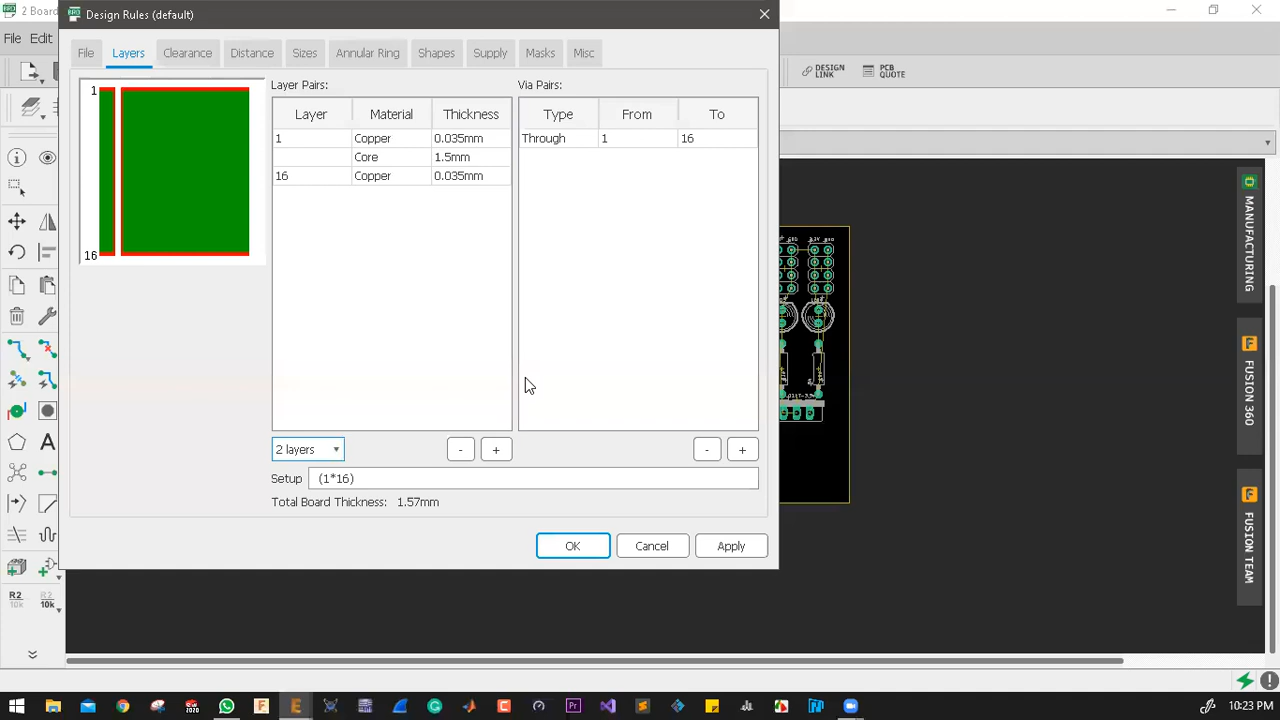 2 Board
Design Rules (default)
File Edit
File Layers Clearance Distance Sizes Annular Ring Shapes Supply Masks Misc
DESIGN LINK
PCB QUOTE
Layer Pairs:
Via Pairs:
1
16
Layer Material Thickness
1 Copper 0.035mm
Core 1.5mm
16 Copper 0.035mm
Type From To
Through 1 16
2 layers
- +
- +
Setup (1*16)
Total Board Thickness: 1.57mm
OK Cancel Apply
MANUFACTURING
FUSION 360
FUSION TEAM
R2 R2
10k 10k
10:23 PM